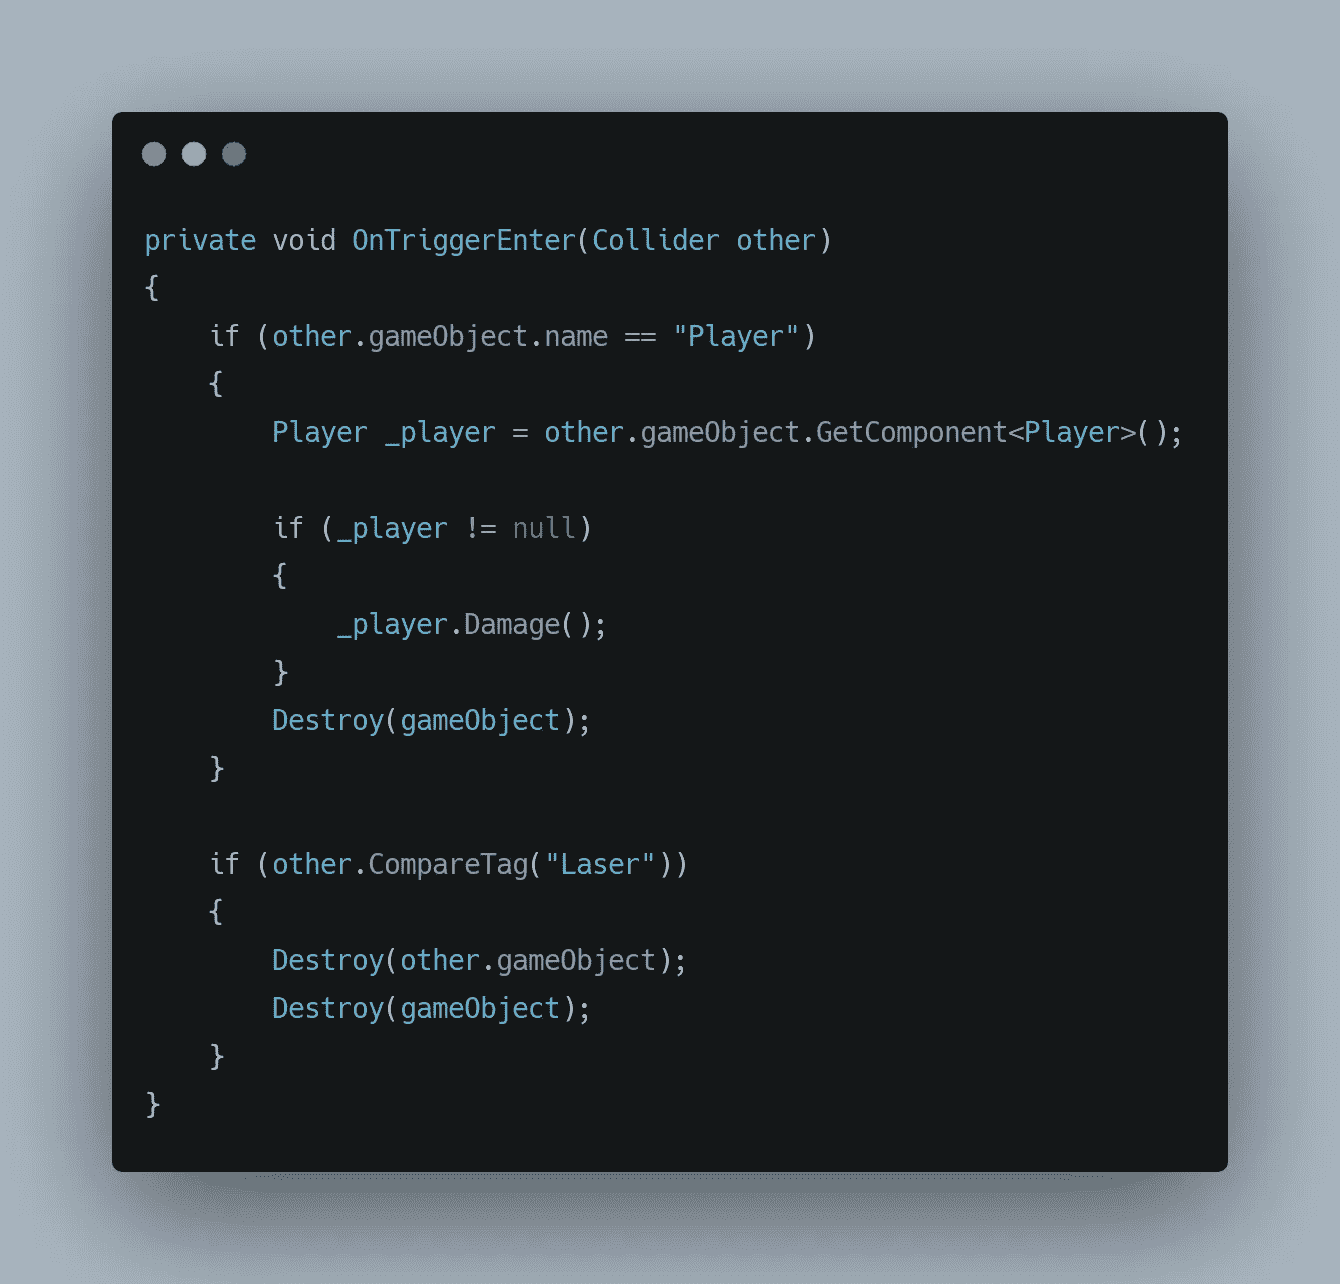 private void OnTriggerEnter(Collider other)
{
    if (other.gameObject.name == "Player")
    {
        Player _player = other.gameObject.GetComponent<Player>();

        if (_player != null)
        {
            _player.Damage();
        }
        Destroy(gameObject);
    }

    if (other.CompareTag("Laser"))
    {
        Destroy(other.gameObject);
        Destroy(gameObject);
    }
}